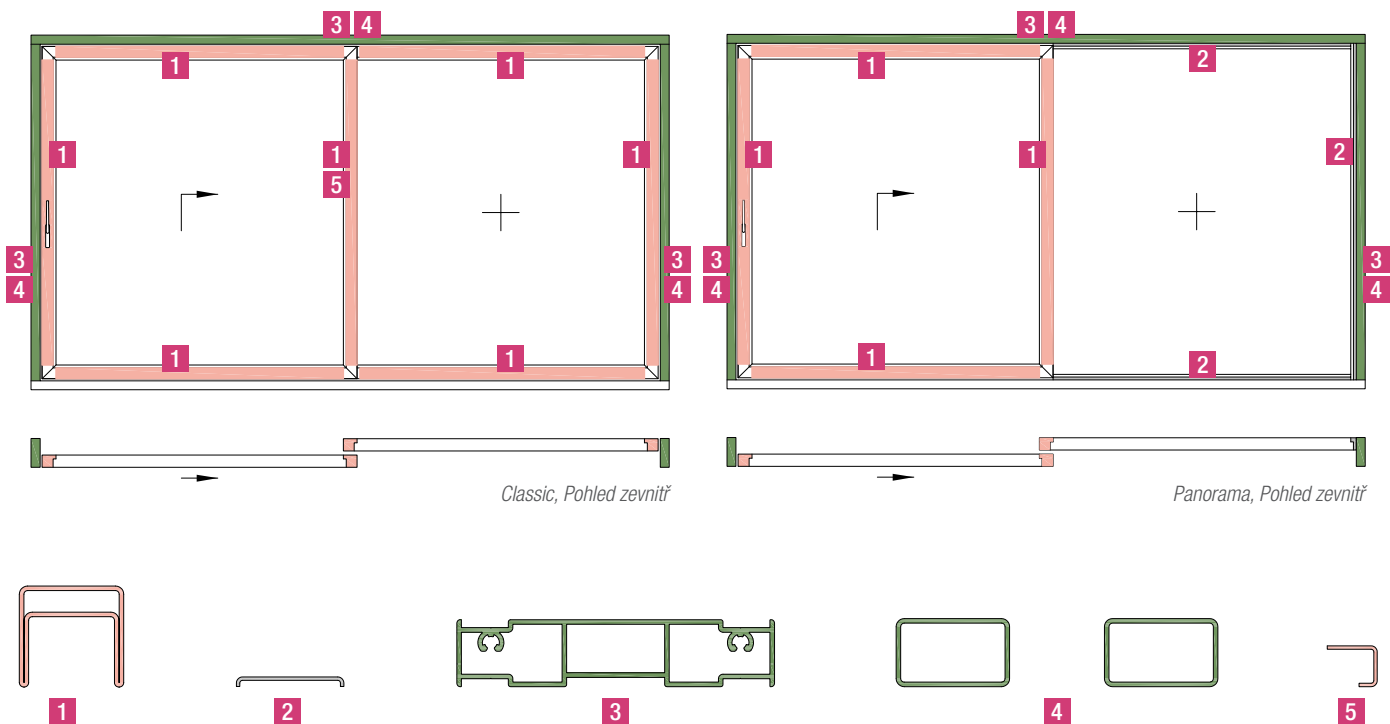 3 4
3 4
1 1
1 2
1 1 1
1 1 2
5
3 3 3 3
4 4 4 4
1 1
1 2
Classic, Pohled zevnitř
Panorama, Pohled zevnitř
1 2 3 4 5